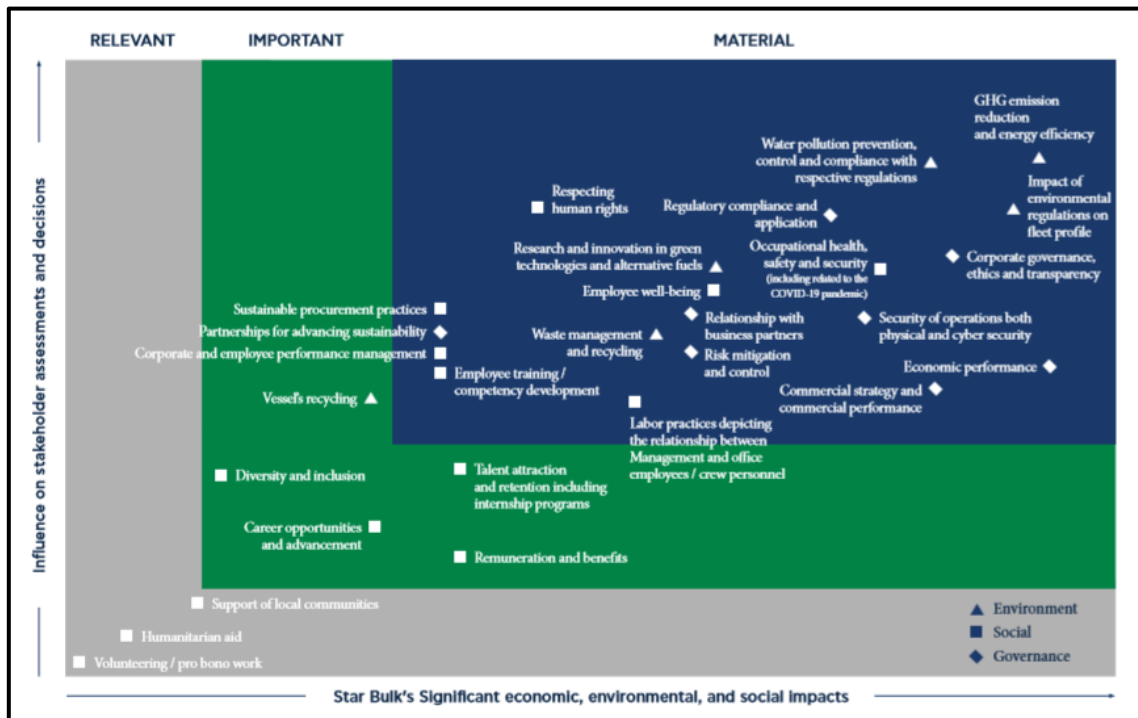 RELEVANT
IMPORTANT
MATERIAL
Influence on stakeholder assessments and decisions
GHG emission
reduction
and energy efficiency
Water pollution prevention,
control and compliance with
respective regulations
Impact of
environmental
regulations on
fleet profile
Respecting
human rights
Regulatory compliance and
application
Research and innovation in green
technologies and alternative fuels
Occupational health,
safety and security
(including related to the
COVID-19 pandemic)
Corporate governance,
ethics and transparency
Employee well-being
Sustainable procurement practices
Partnerships for advancing sustainability
Corporate and employee performance management
Waste management
and recycling
Relationship with
business partners
Security of operations both
physical and cyber security
Risk mitigation
and control
Economic performance
Employee training /
competency development
Commercial strategy and
commercial performance
Vessel's recycling
Labor practices depicting
the relationship between
Management and office
employees / crew personnel
Diversity and inclusion
Talent attraction
and retention including
internship programs
Career opportunities
and advancement
Remuneration and benefits
Support of local communities
Humanitarian aid
Volunteering / pro bono work
Environment
Social
Governance
Star Bulk's Significant economic, environmental, and social impacts